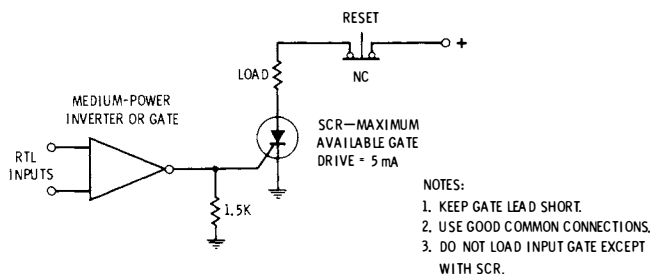 RESET
+
NC
LOAD
MEDIUM-POWER
INVERTER OR GATE
RTL
INPUTS
1.5K
SCR—MAXIMUM
AVAILABLE GATE
DRIVE = 5 mA
NOTES:
1. KEEP GATE LEAD SHORT.
2. USE GOOD COMMON CONNECTIONS.
3. DO NOT LOAD INPUT GATE EXCEPT
WITH SCR.